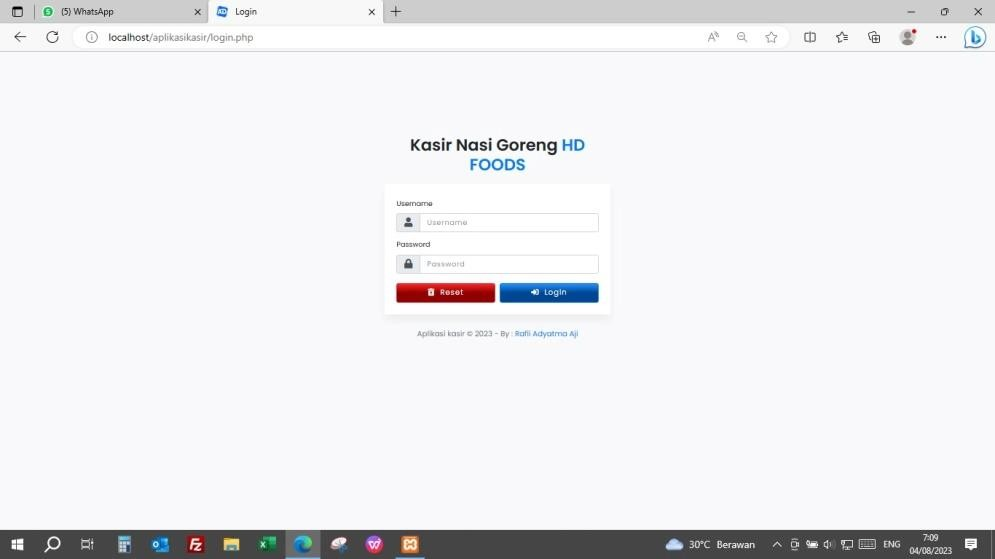 (5) WhatsApp
Login
localhost/aplikasikasir/login.php
Kasir Nasi Goreng HD
FOODS
Username
Username
Password
Password
Reset
Login
Aplikasi kasir © 2023 - By : Rafli Adyatma Aji
30°C Berawan
ENG
7:09
04/08/2023